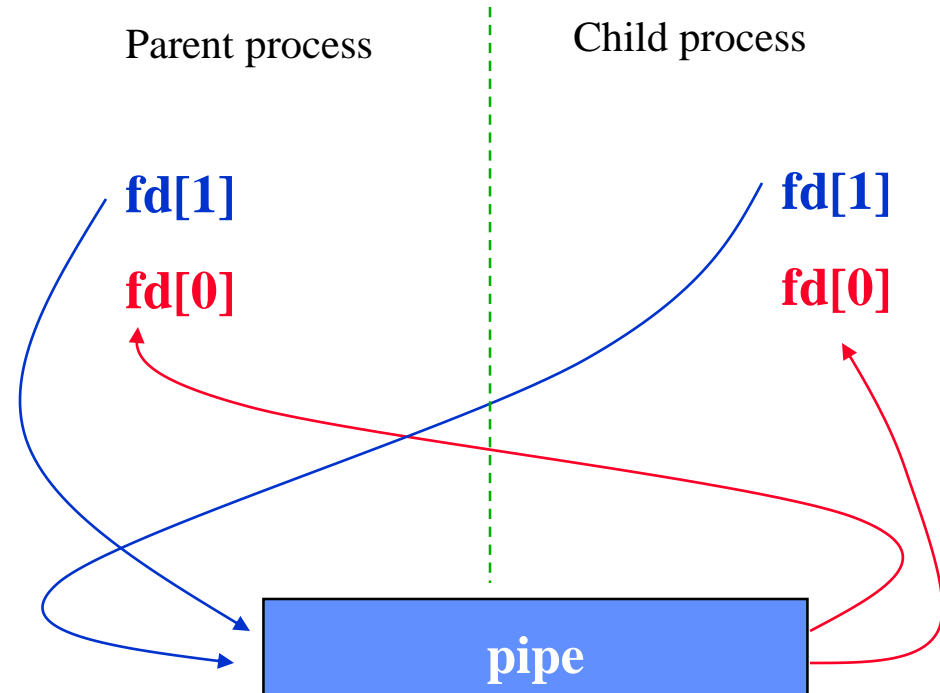 Parent process
Child process
fd[1]
fd[0]
fd[1]
fd[0]
pipe